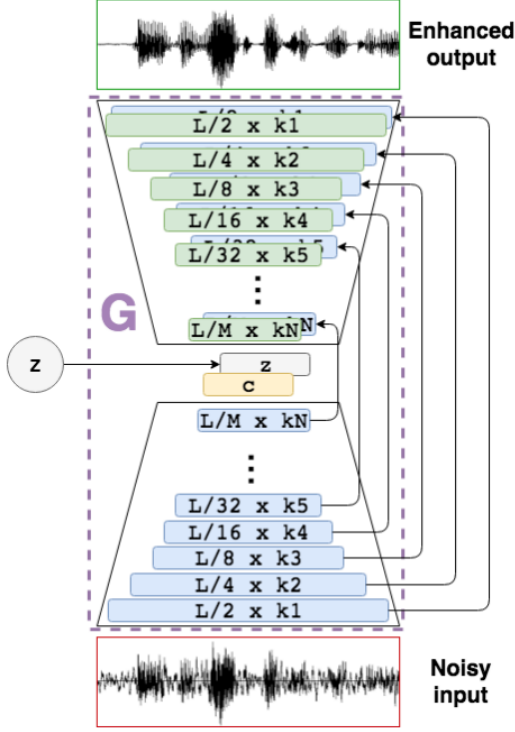 Enhanced
output
L/2 x k1
L/4 x k2
L/8 x k3
L/16 x k4
L/32 x k5
G
L/M x kN
z
z
c
L/M x kN
L/32 x k5
L/16 x k4
L/8 x k3
L/4 x k2
L/2 x k1
Noisy
input